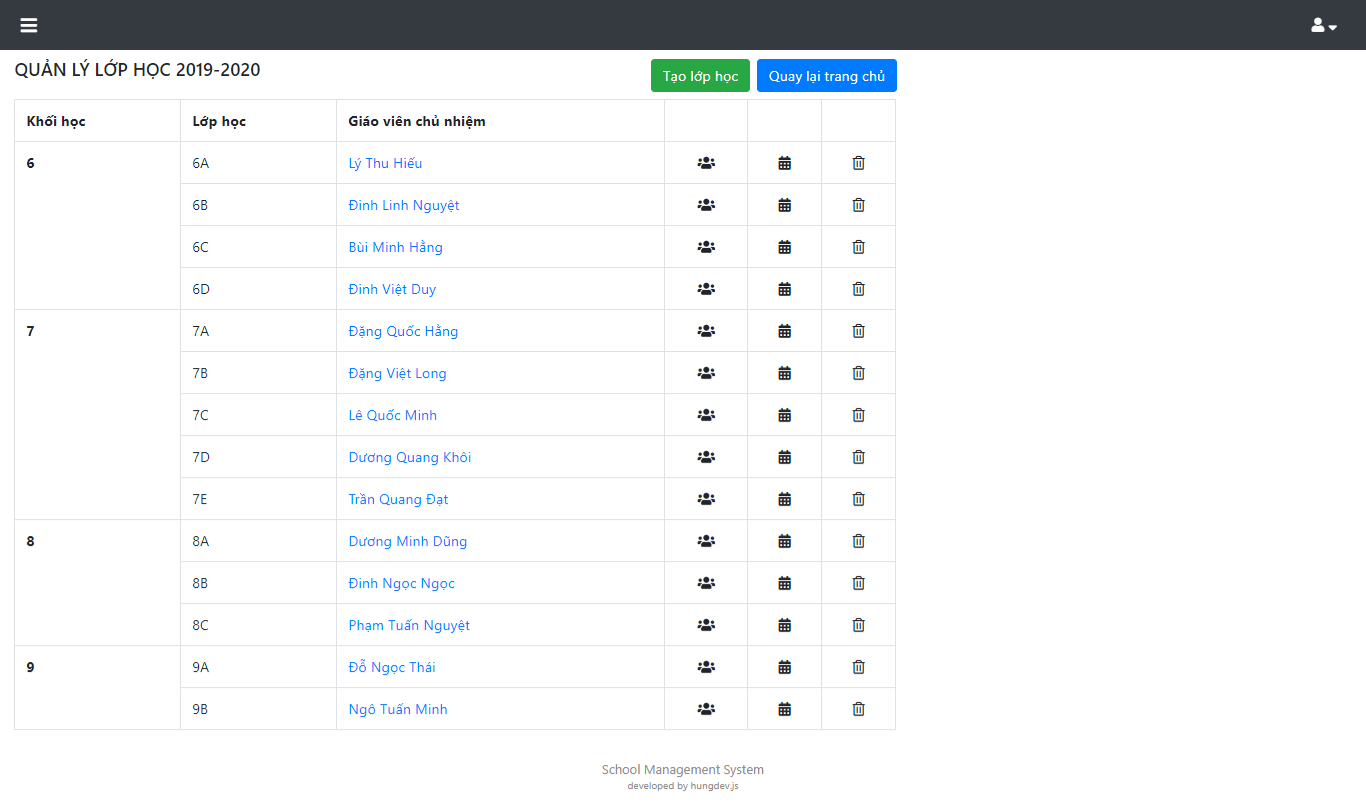 QUẢN LÝ LỚP HỌC 2019-2020
Tạo lớp học Quay lại trang chủ
Khối học Lớp học Giáo viên chủ nhiệm
6 6A Lý Thu Hiếu
6B Đinh Linh Nguyệt
6C Bùi Minh Hằng
6D Đinh Việt Duy
7 7A Đặng Quốc Hằng
7B Đặng Việt Long
7C Lê Quốc Minh
7D Dương Quang Khôi
7E Trần Quang Đạt
8 8A Dương Minh Dũng
8B Đinh Ngọc Ngọc
8C Phạm Tuấn Nguyệt
9 9A Đỗ Ngọc Thái
9B Ngô Tuấn Minh
School Management System
developed by hungdev.js